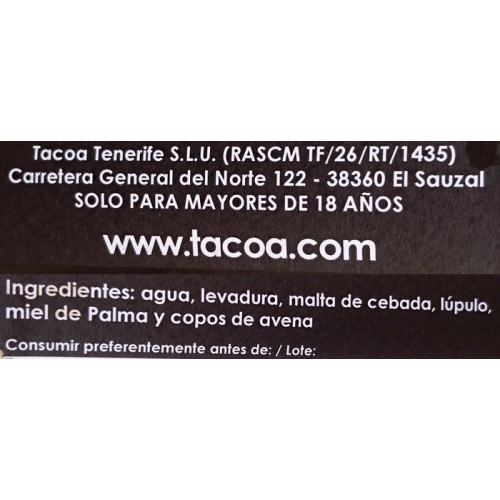 Tacoa Tenerife S.L.U. (RASCM TF/26/RT/1435)
Carretera General del Norte 122 - 38360 El Sauzal
SOLO PARA MAYORES DE 18 AÑOS
www.tacoa.com
Ingredientes: agua, levadura, malta de cebada, lúpulo,
miel de Palma y copos de avena
Consumir preferentemente antes de: / Lote: